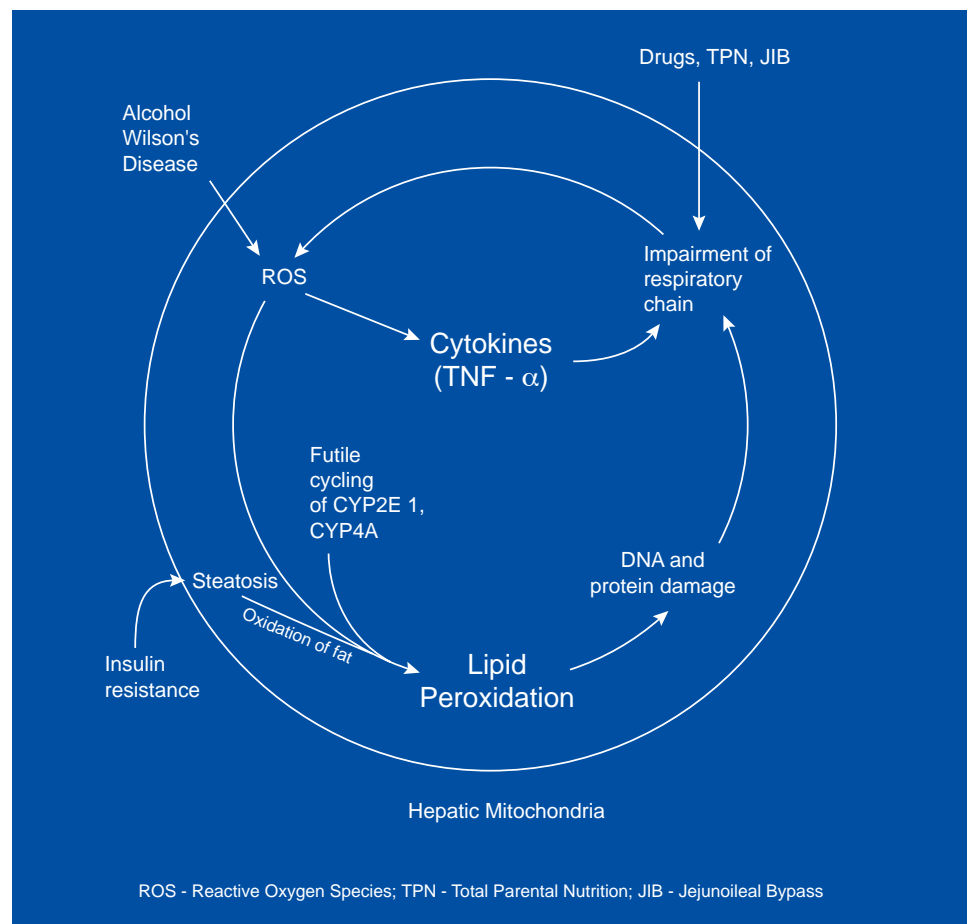 Drugs, TPN, JIB
Alcohol
Wilson's
Disease
ROS
Impairment of
respiratory
chain
Cytokines
(TNF - α)
Futile
cycling
of CYP2E 1,
CYP4A
Steatosis
Oxidation of fat
DNA and
protein damage
Insulin
resistance
Lipid
Peroxidation
Hepatic Mitochondria
ROS - Reactive Oxygen Species; TPN - Total Parental Nutrition; JIB - Jejunoileal Bypass